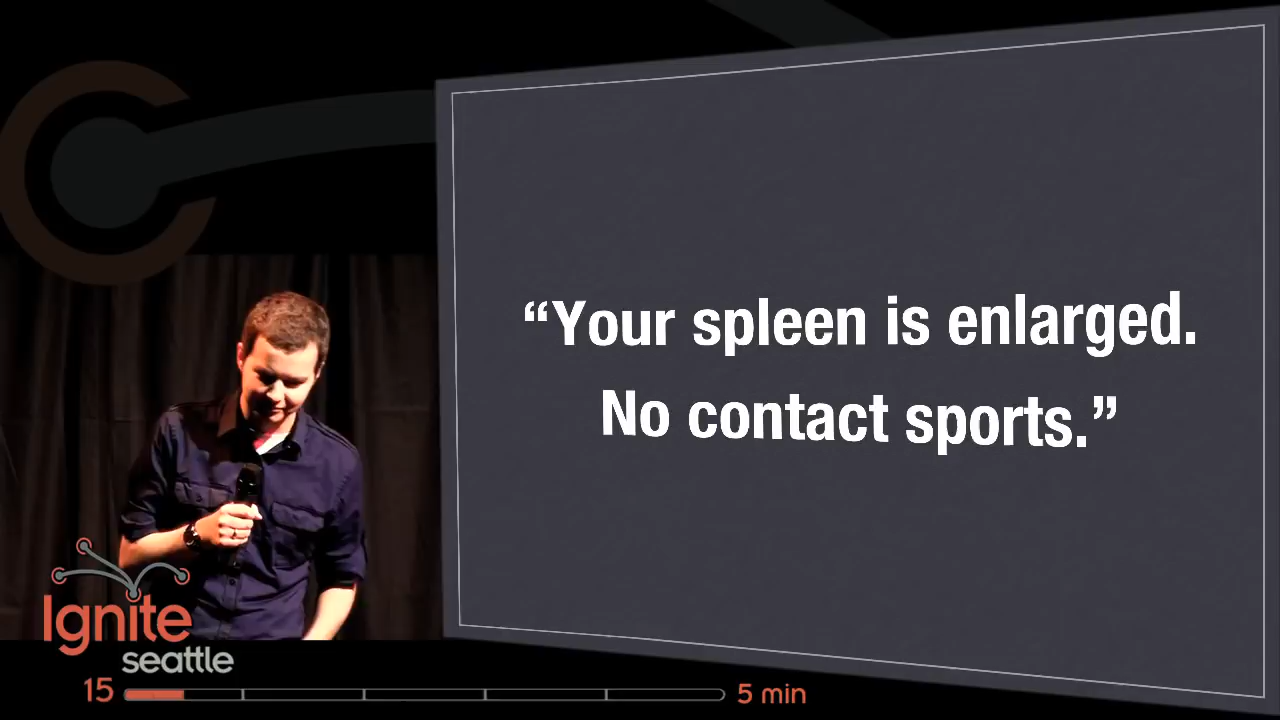 “Your spleen is enlarged.
No contact sports.”
Ignite
seattle
15
5 min